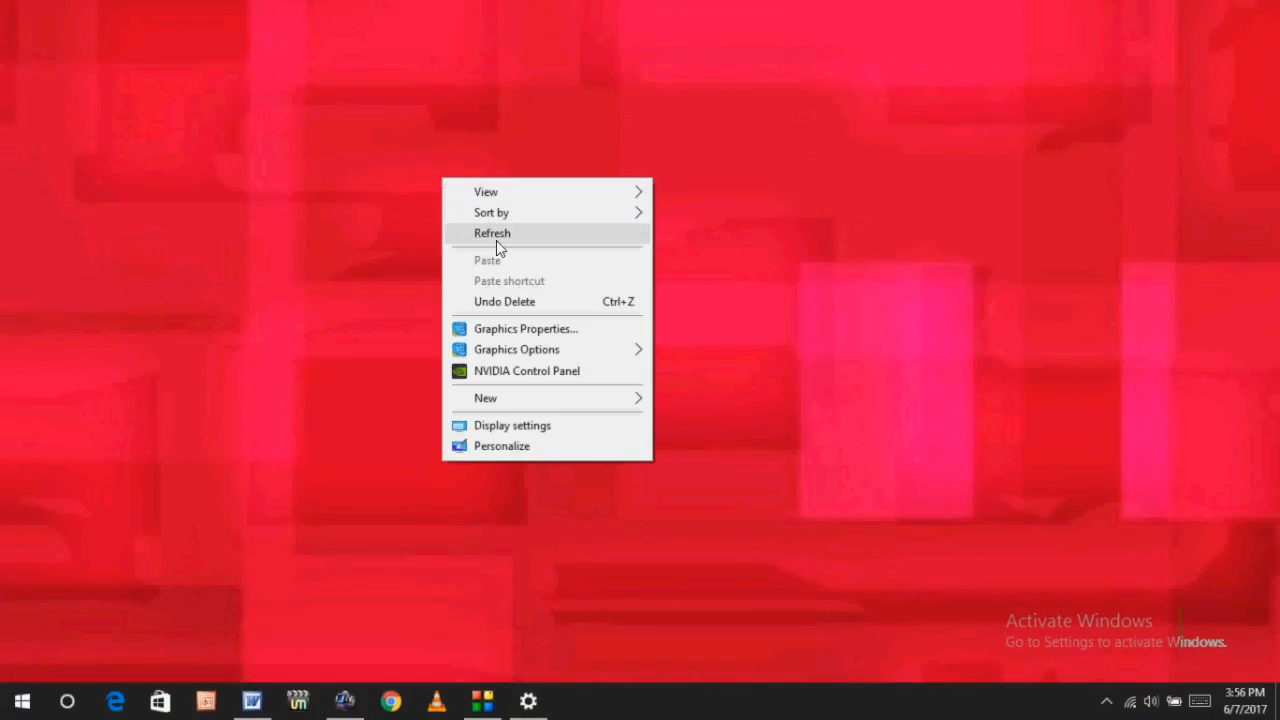 View
Sort by
Refresh
Paste
Paste shortcut
Undo Delete Ctrl+Z
Graphics Properties...
Graphics Options
NVIDIA Control Panel
New
Display settings
Personalize
Activate Windows
Go to Settings to activate Windows.
3:56 PM
6/7/2017